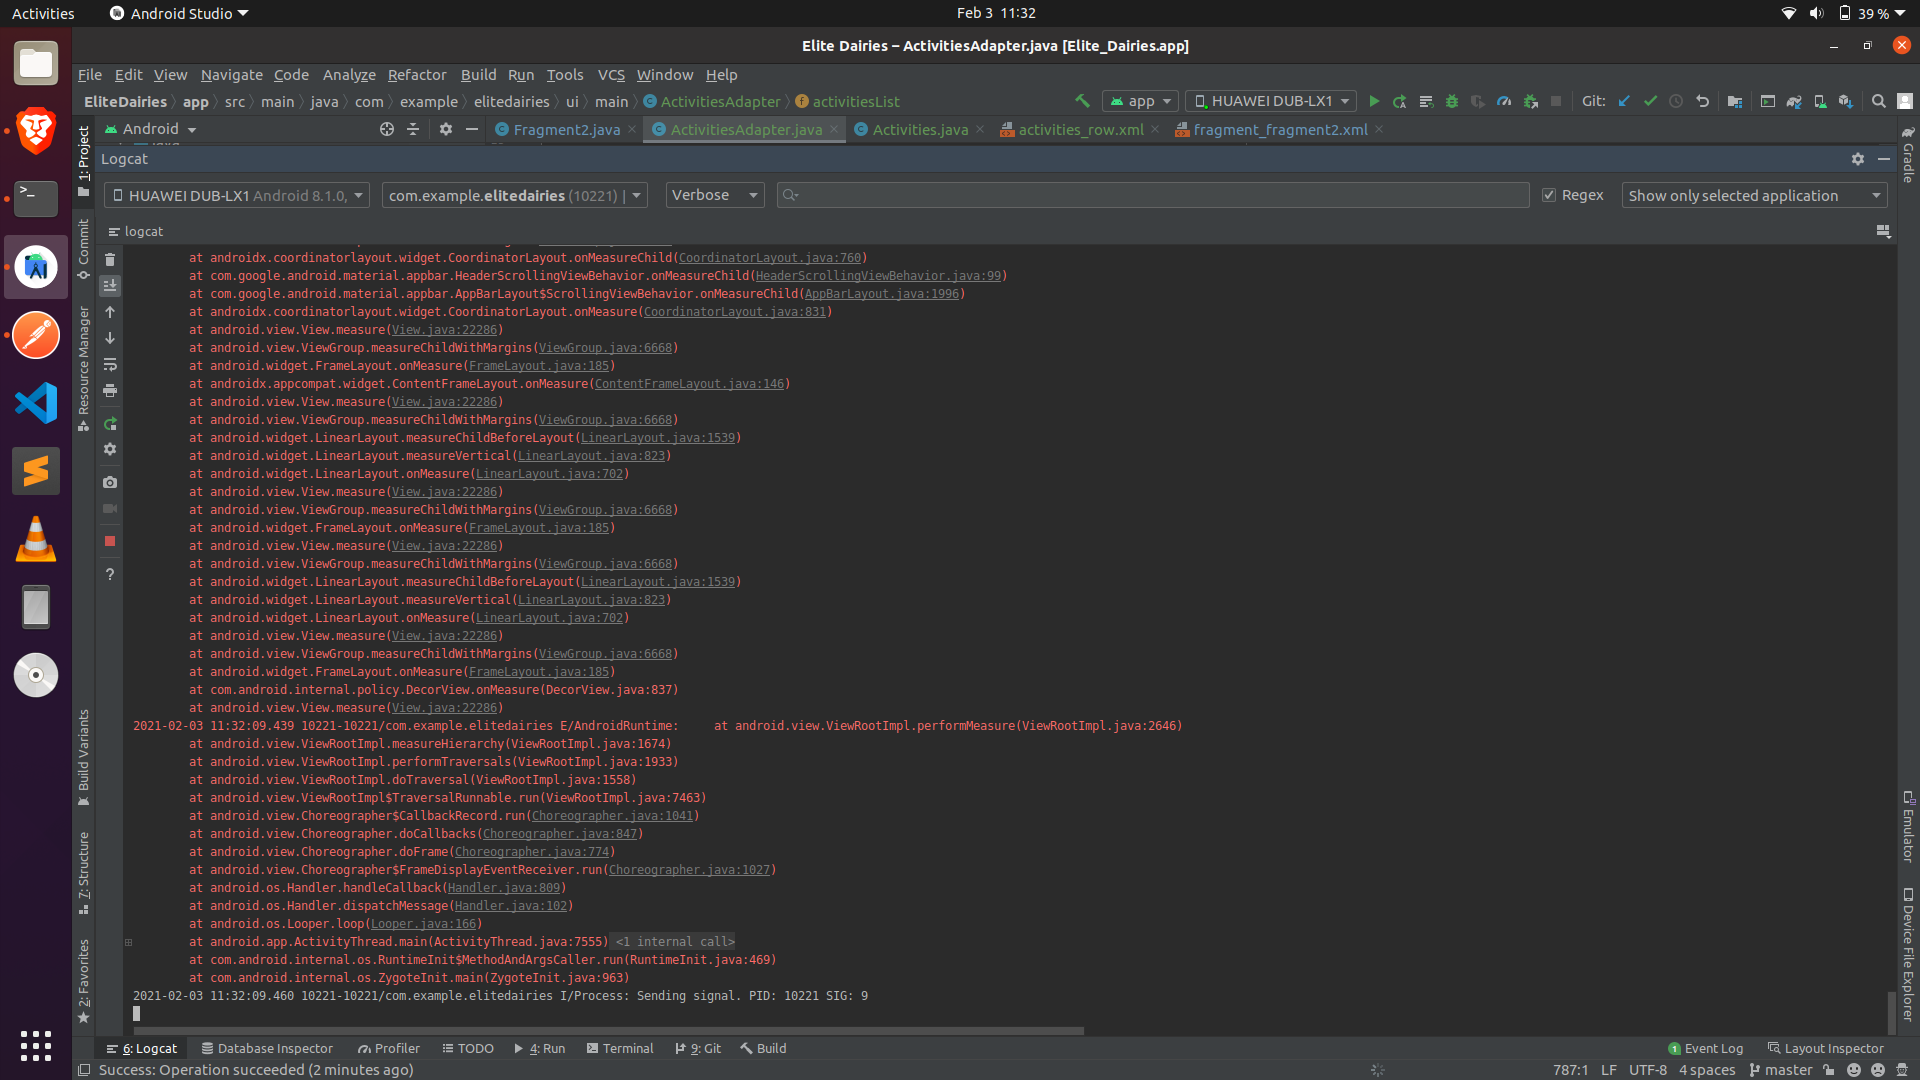 Activities Android Studio Feb 3 11:32 39 %
Elite Dairies – ActivitiesAdapter.java [Elite_Dairies.app]
File Edit View Navigate Code Analyze Refactor Build Run Tools VCS Window Help
EliteDairies app src main java com example elitedairies ui main ActivitiesAdapter activitiesList app HUAWEI DUB-LX1 Git:
Android Fragment2.java ActivitiesAdapter.java Activities.java activities_row.xml fragment_fragment2.xml
Logcat
HUAWEI DUB-LX1 Android 8.1.0, com.example.elitedairies (10221) | Verbose Regex Show only selected application
logcat
at androidx.coordinatorlayout.widget.CoordinatorLayout.onMeasureChild(CoordinatorLayout.java:760)
at com.google.android.material.appbar.HeaderScrollingViewBehavior.onMeasureChild(HeaderScrollingViewBehavior.java:99)
at com.google.android.material.appbar.AppBarLayout$ScrollingViewBehavior.onMeasureChild(AppBarLayout.java:1996)
at androidx.coordinatorlayout.widget.CoordinatorLayout.onMeasure(CoordinatorLayout.java:831)
at android.view.View.measure(View.java:22286)
at android.view.ViewGroup.measureChildWithMargins(ViewGroup.java:6668)
at android.widget.FrameLayout.onMeasure(FrameLayout.java:185)
at androidx.appcompat.widget.ContentFrameLayout.onMeasure(ContentFrameLayout.java:146)
at android.view.View.measure(View.java:22286)
at android.view.ViewGroup.measureChildWithMargins(ViewGroup.java:6668)
at android.widget.LinearLayout.measureChildBeforeLayout(LinearLayout.java:1539)
at android.widget.LinearLayout.measureVertical(LinearLayout.java:823)
at android.widget.LinearLayout.onMeasure(LinearLayout.java:702)
at android.view.View.measure(View.java:22286)
at android.view.ViewGroup.measureChildWithMargins(ViewGroup.java:6668)
at android.widget.FrameLayout.onMeasure(FrameLayout.java:185)
at android.view.View.measure(View.java:22286)
at android.view.ViewGroup.measureChildWithMargins(ViewGroup.java:6668)
at android.widget.LinearLayout.measureChildBeforeLayout(LinearLayout.java:1539)
at android.widget.LinearLayout.measureVertical(LinearLayout.java:823)
at android.widget.LinearLayout.onMeasure(LinearLayout.java:702)
at android.view.View.measure(View.java:22286)
at android.view.ViewGroup.measureChildWithMargins(ViewGroup.java:6668)
at android.widget.FrameLayout.onMeasure(FrameLayout.java:185)
at com.android.internal.policy.DecorView.onMeasure(DecorView.java:837)
at android.view.View.measure(View.java:22286)
2021-02-03 11:32:09.439 10221-10221/com.example.elitedairies E/AndroidRuntime: at android.view.ViewRootImpl.performMeasure(ViewRootImpl.java:2646)
at android.view.ViewRootImpl.measureHierarchy(ViewRootImpl.java:1674)
at android.view.ViewRootImpl.performTraversals(ViewRootImpl.java:1933)
at android.view.ViewRootImpl.doTraversal(ViewRootImpl.java:1558)
at android.view.ViewRootImpl$TraversalRunnable.run(ViewRootImpl.java:7463)
at android.view.Choreographer$CallbackRecord.run(Choreographer.java:1041)
at android.view.Choreographer.doCallbacks(Choreographer.java:847)
at android.view.Choreographer.doFrame(Choreographer.java:774)
at android.view.Choreographer$FrameDisplayEventReceiver.run(Choreographer.java:1027)
at android.os.Handler.handleCallback(Handler.java:809)
at android.os.Handler.dispatchMessage(Handler.java:102)
at android.os.Looper.loop(Looper.java:166)
at android.app.ActivityThread.main(ActivityThread.java:7555) <1 internal call>
at com.android.internal.os.RuntimeInit$MethodAndArgsCaller.run(RuntimeInit.java:469)
at com.android.internal.os.ZygoteInit.main(ZygoteInit.java:963)
2021-02-03 11:32:09.460 10221-10221/com.example.elitedairies I/Process: Sending signal. PID: 10221 SIG: 9
1: Project
Commit
Resource Manager
Build Variants
7: Structure
2: Favorites
Gradle
Emulator
Device File Explorer
6: Logcat Database Inspector Profiler TODO 4: Run Terminal 9: Git Build 1 Event Log Layout Inspector
Success: Operation succeeded (2 minutes ago) 787:1 LF UTF-8 4 spaces master